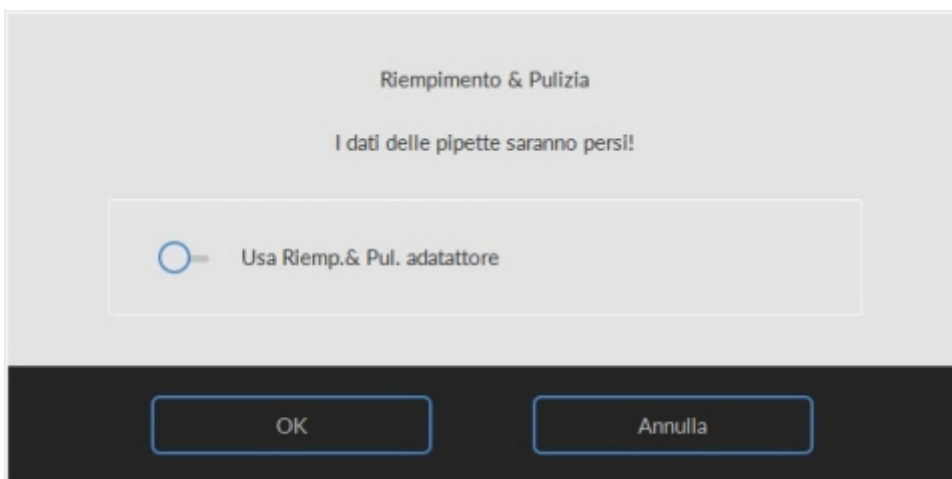 Riempimento & Pulizia
I dati delle pipette saranno persi!
Usa Riemp.& Pul. adatattore
OK
Annulla